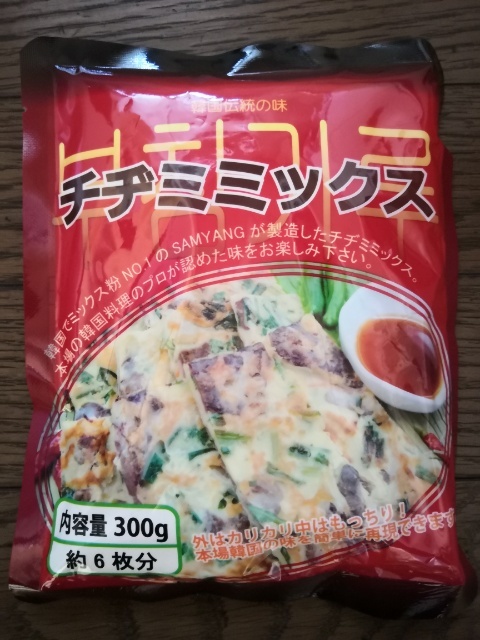 韓国伝統の味
부침가루
チヂミミックス
韓国でミックス粉NO.1のSAMYANGが製造したチヂミミックス。
本場の韓国料理のプロが認めた味をお楽しみ下さい。
内容量 300g
約6枚分
外はカリカリ中はもっちり!
本場韓国の味を簡単に再現できます